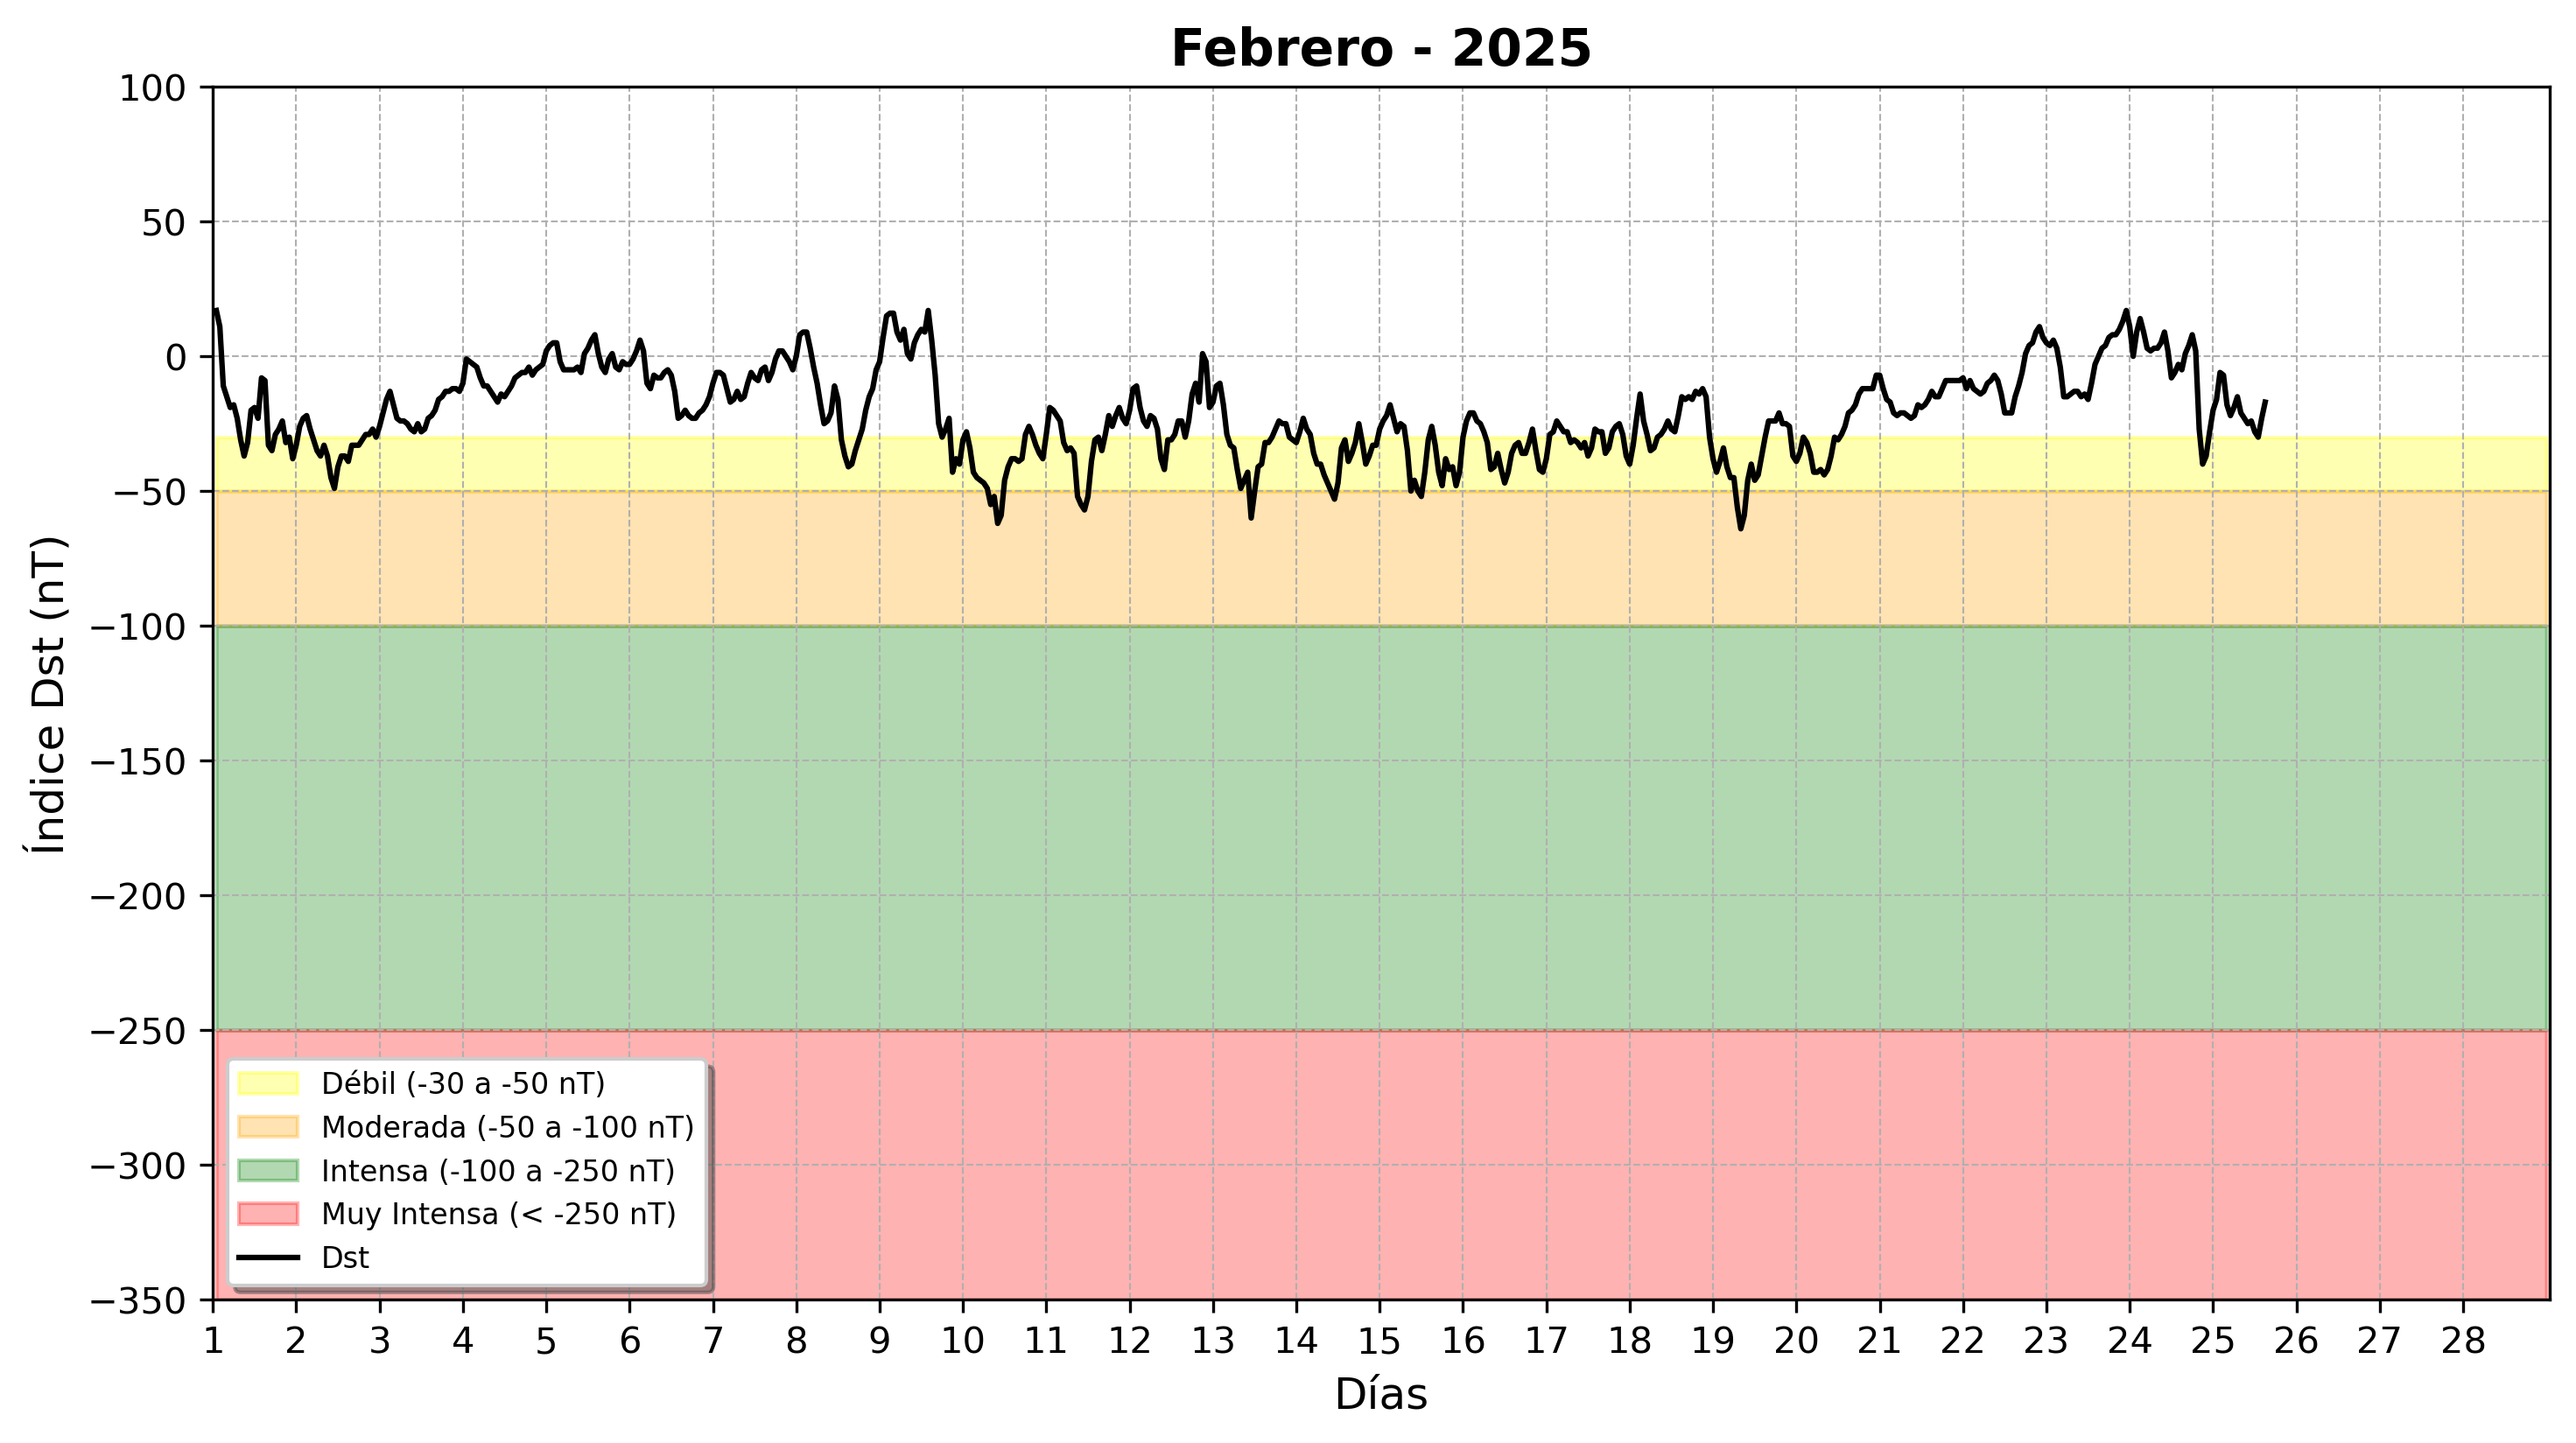 Febrero - 2025
100
50
0
−50
−100
−150
−200
−250
−300
−350
Índice Dst (nT)
Débil (-30 a -50 nT)
Moderada (-50 a -100 nT)
Intensa (-100 a -250 nT)
Muy Intensa (< -250 nT)
Dst
1 2 3 4 5 6 7 8 9 10 11 12 13 14 15 16 17 18 19 20 21 22 23 24 25 26 27 28
Días